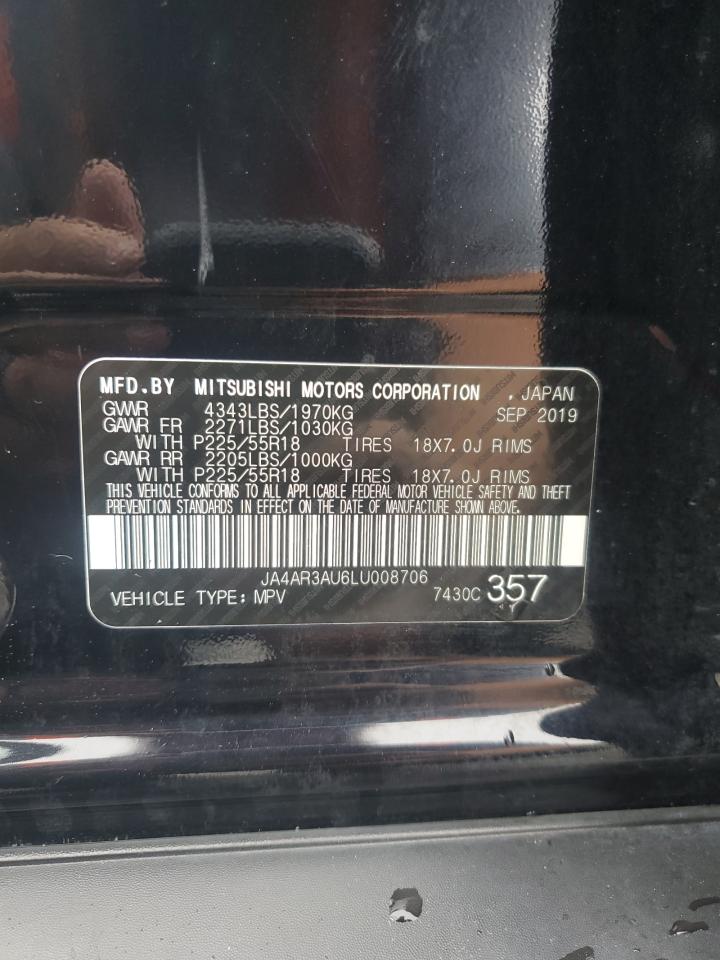 MFD.BY MITSUBISHI MOTORS CORPORATION , JAPAN
GVWR 4343LBS/1970KG SEP 2019
GAWR FR 2271LBS/1030KG
WITH P225/55R18 TIRES 18X7.0J RIMS
GAWR RR 2205LBS/1000KG
WITH P225/55R18 TIRES 18X7.0J RIMS
THIS VEHICLE CONFORMS TO ALL APPLICABLE FEDERAL MOTOR VEHICLE SAFETY AND THEFT
PREVENTION STANDARDS IN EFFECT ON THE DATE OF MANUFACTURE SHOWN ABOVE.
JA4AR3AU6LU008706
VEHICLE TYPE: MPV 7430C 357